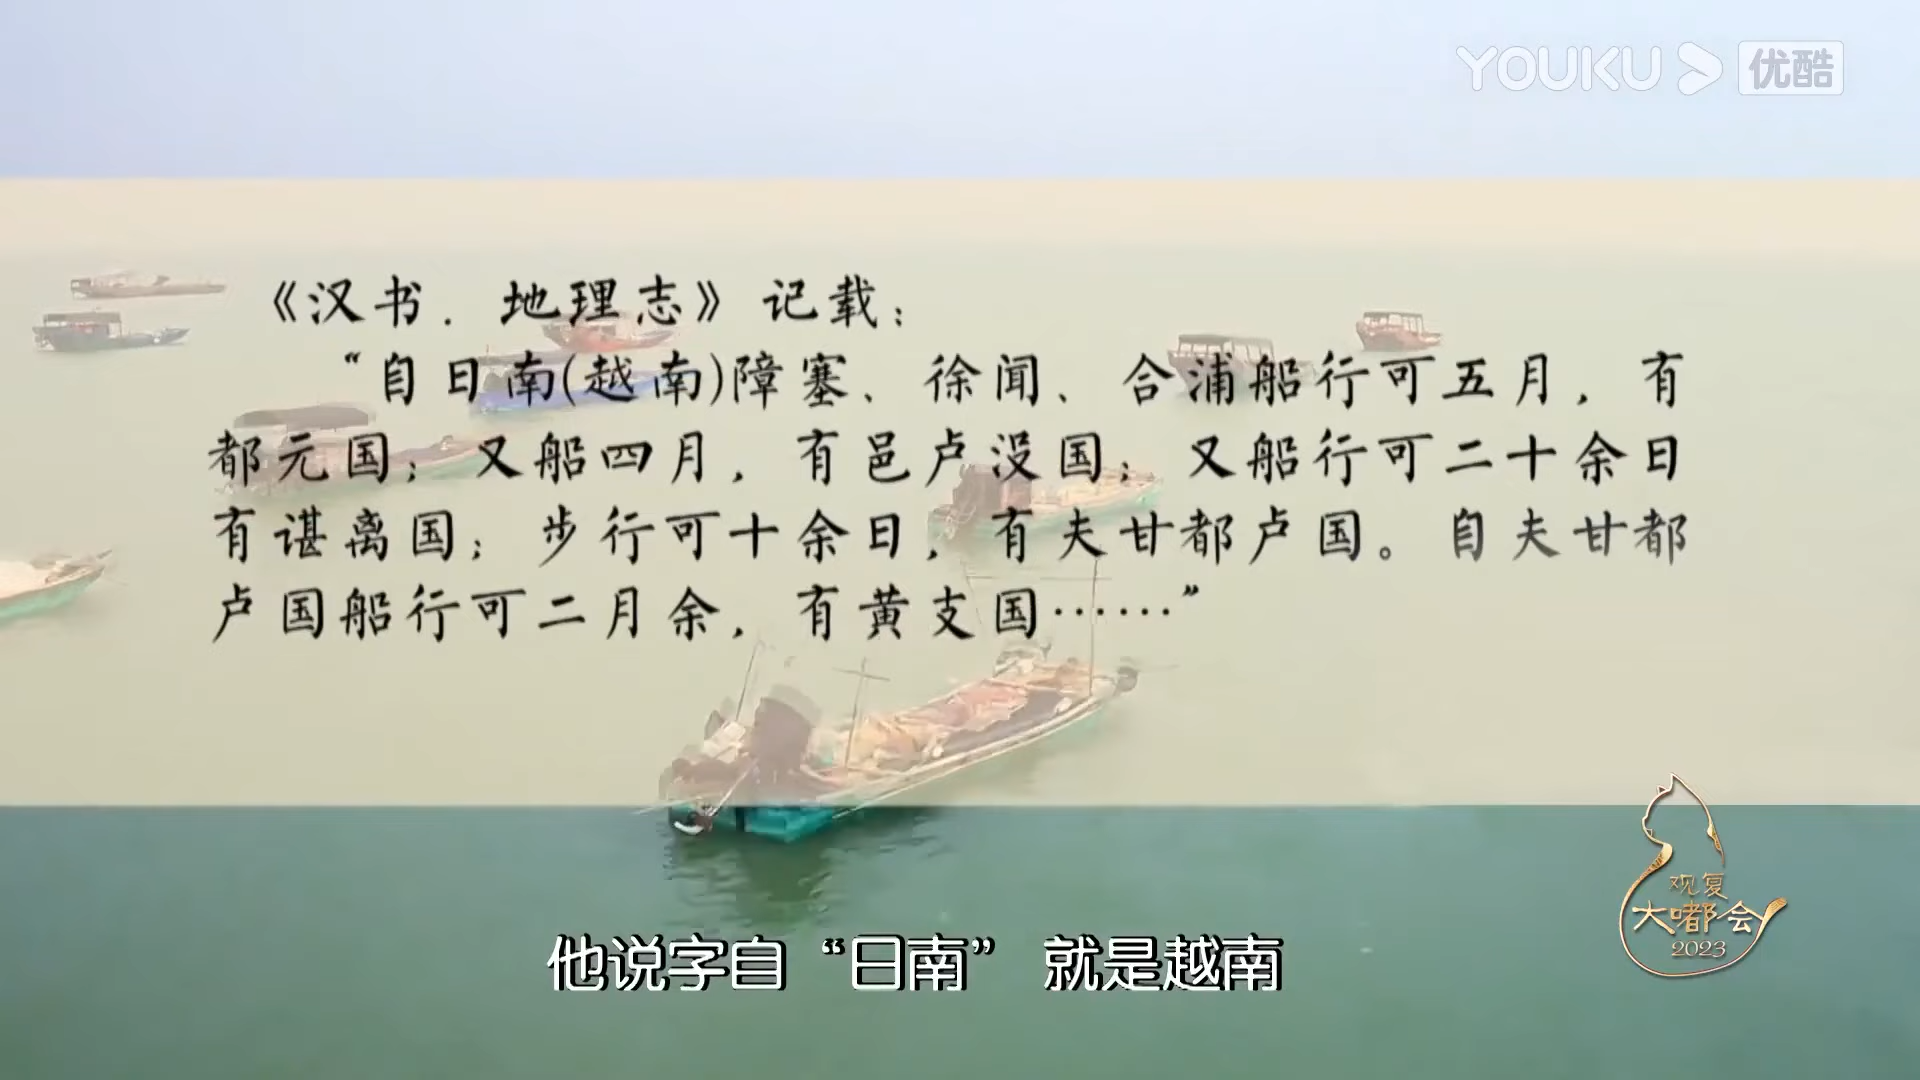 YOUKU 优酷
《汉书．地理志》记载：
“自日南(越南)障塞、徐闻、合浦船行可五月，有
都元国；又船四月，有邑卢没国；又船行可二十余日
有谌离国；步行可十余日，有夫甘都卢国。自夫甘都
卢国船行可二月余，有黄支国……”
观复
大嘟会
2023
他说字自“日南” 就是越南